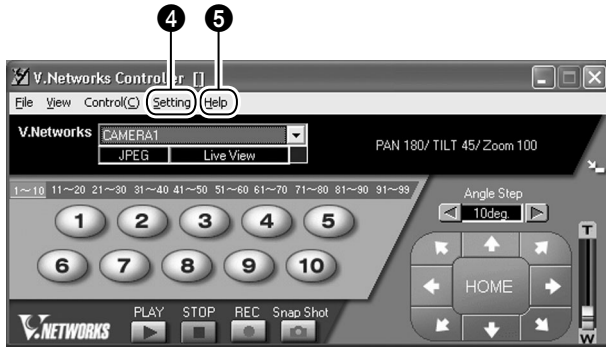 4 5
V.Networks Controller []
File View Control(C) Setting Help
V.Networks CAMERA1
JPEG Live View
PAN 180/ TILT 45/ Zoom 100
1~10 11~20 21~30 31~40 41~50 51~60 61~70 71~80 81~90 91~99
Angle Step
10deg.
1 2 3 4 5
6 7 8 9 10
T
HOME
W
PLAY STOP REC Snap Shot
V.NETWORKS